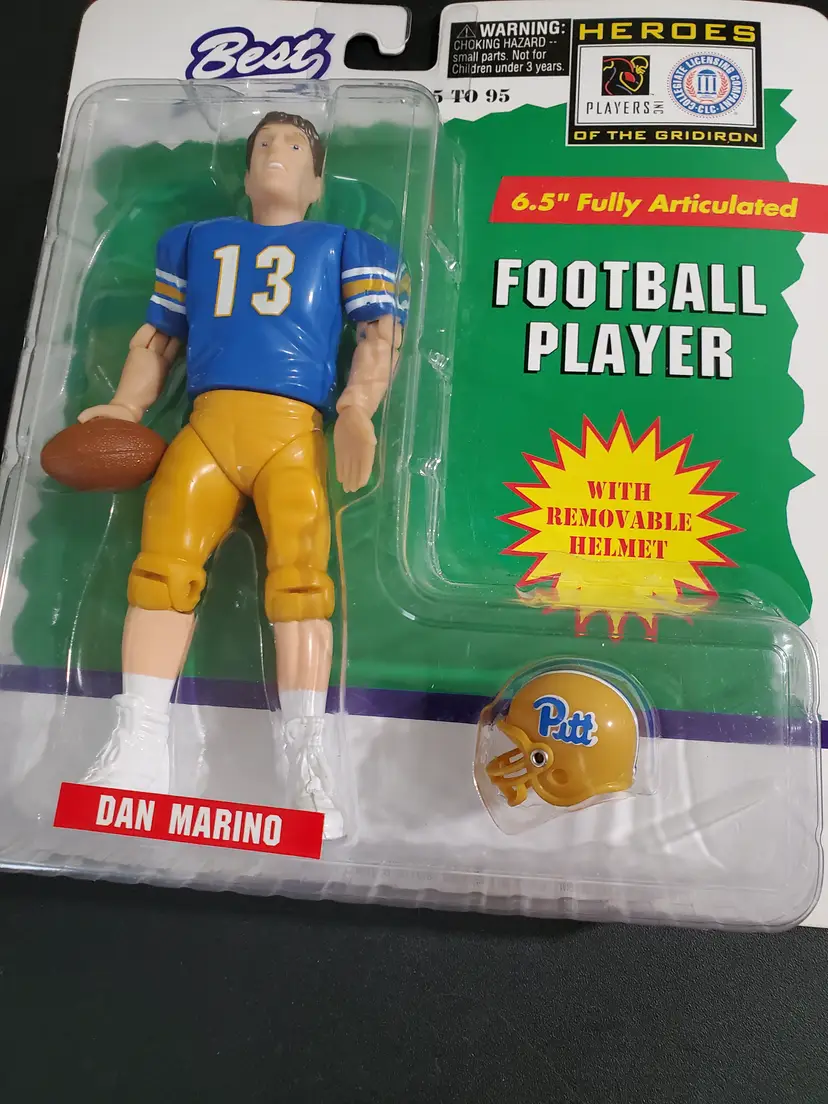 Best
WARNING:
CHOKING HAZARD --
small parts. Not for
Children under 3 years.
5 TO 95
HEROES
PLAYERS INC
COLLEGIATE LICENSING COMPANY
·CLC·
OF THE GRIDIRON
6.5" Fully Articulated
FOOTBALL
PLAYER
13
WITH
REMOVABLE
HELMET
Pitt
DAN MARINO